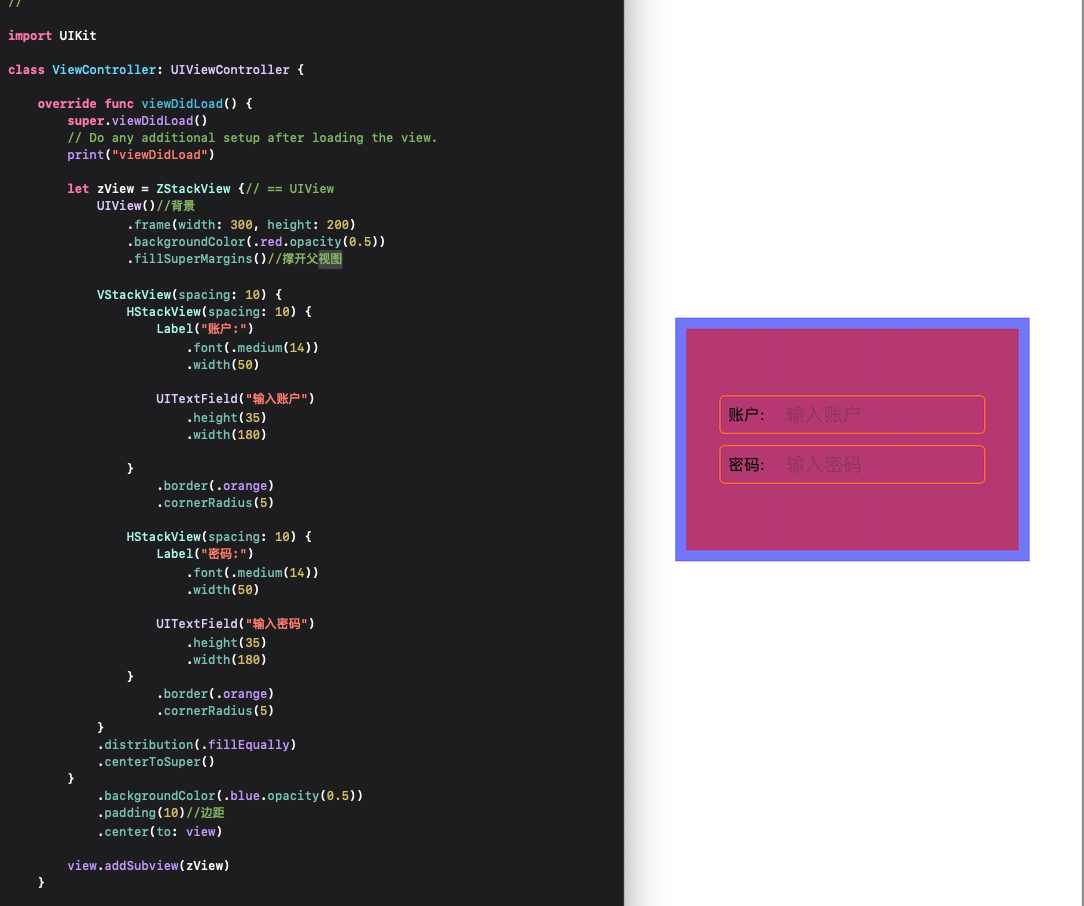 //
import UIKit
class ViewController: UIViewController {
override func viewDidLoad() {
super.viewDidLoad()
// Do any additional setup after loading the view.
print("viewDidLoad")
let zView = ZStackView {// == UIView
UIView()//背景
.frame(width: 300, height: 200)
.backgroundColor(.red.opacity(0.5))
.fillSuperMargins()//撑开父视图
VStackView(spacing: 10) {
HStackView(spacing: 10) {
Label("账户:")
.font(.medium(14))
.width(50)
UITextField("输入账户")
.height(35)
.width(180)
}
.border(.orange)
.cornerRadius(5)
HStackView(spacing: 10) {
Label("密码:")
.font(.medium(14))
.width(50)
UITextField("输入密码")
.height(35)
.width(180)
}
.border(.orange)
.cornerRadius(5)
}
.distribution(.fillEqually)
.centerToSuper()
}
.backgroundColor(.blue.opacity(0.5))
.padding(10)//边距
.center(to: view)
view.addSubview(zView)
}
账户: 输入账户
密码: 输入密码